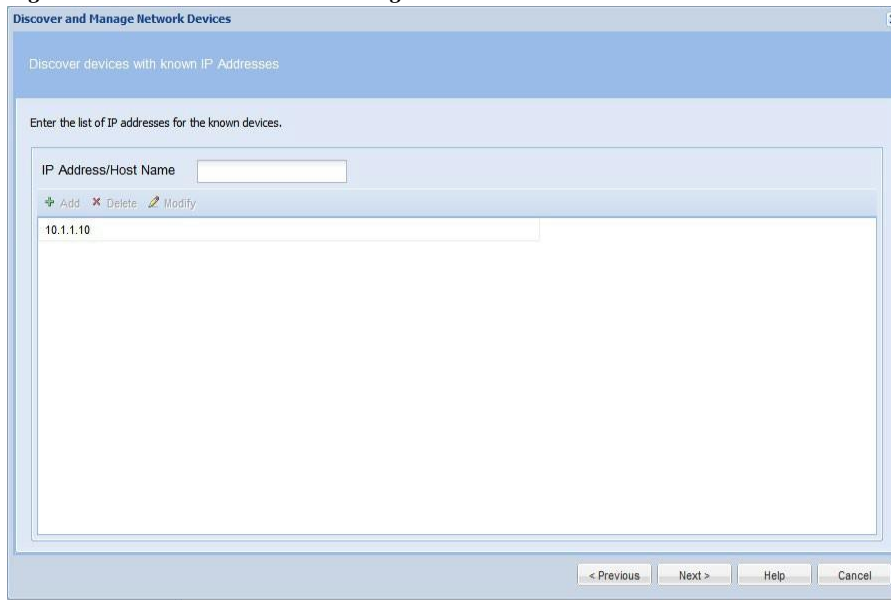 Discover and Manage Network Devices
Discover devices with known IP Addresses
Enter the list of IP addresses for the known devices.
IP Address/Host Name
Add Delete Modify
10.1.1.10
< Previous Next > Help Cancel